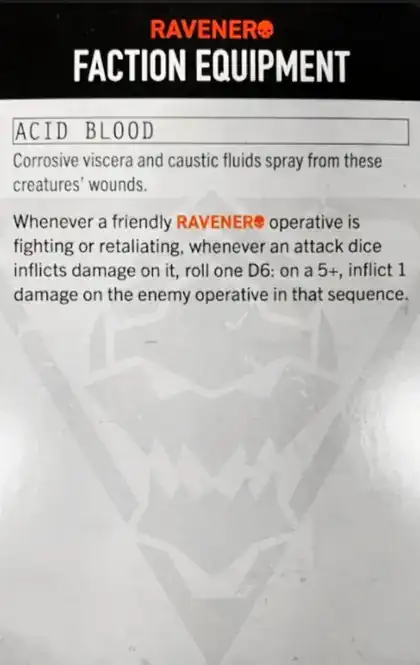 RAVENER
FACTION EQUIPMENT
ACID BLOOD
Corrosive viscera and caustic fluids spray from these
creatures' wounds.
Whenever a friendly RAVENER operative is
fighting or retaliating, whenever an attack dice
inflicts damage on it, roll one D6: on a 5+, inflict 1
damage on the enemy operative in that sequence.